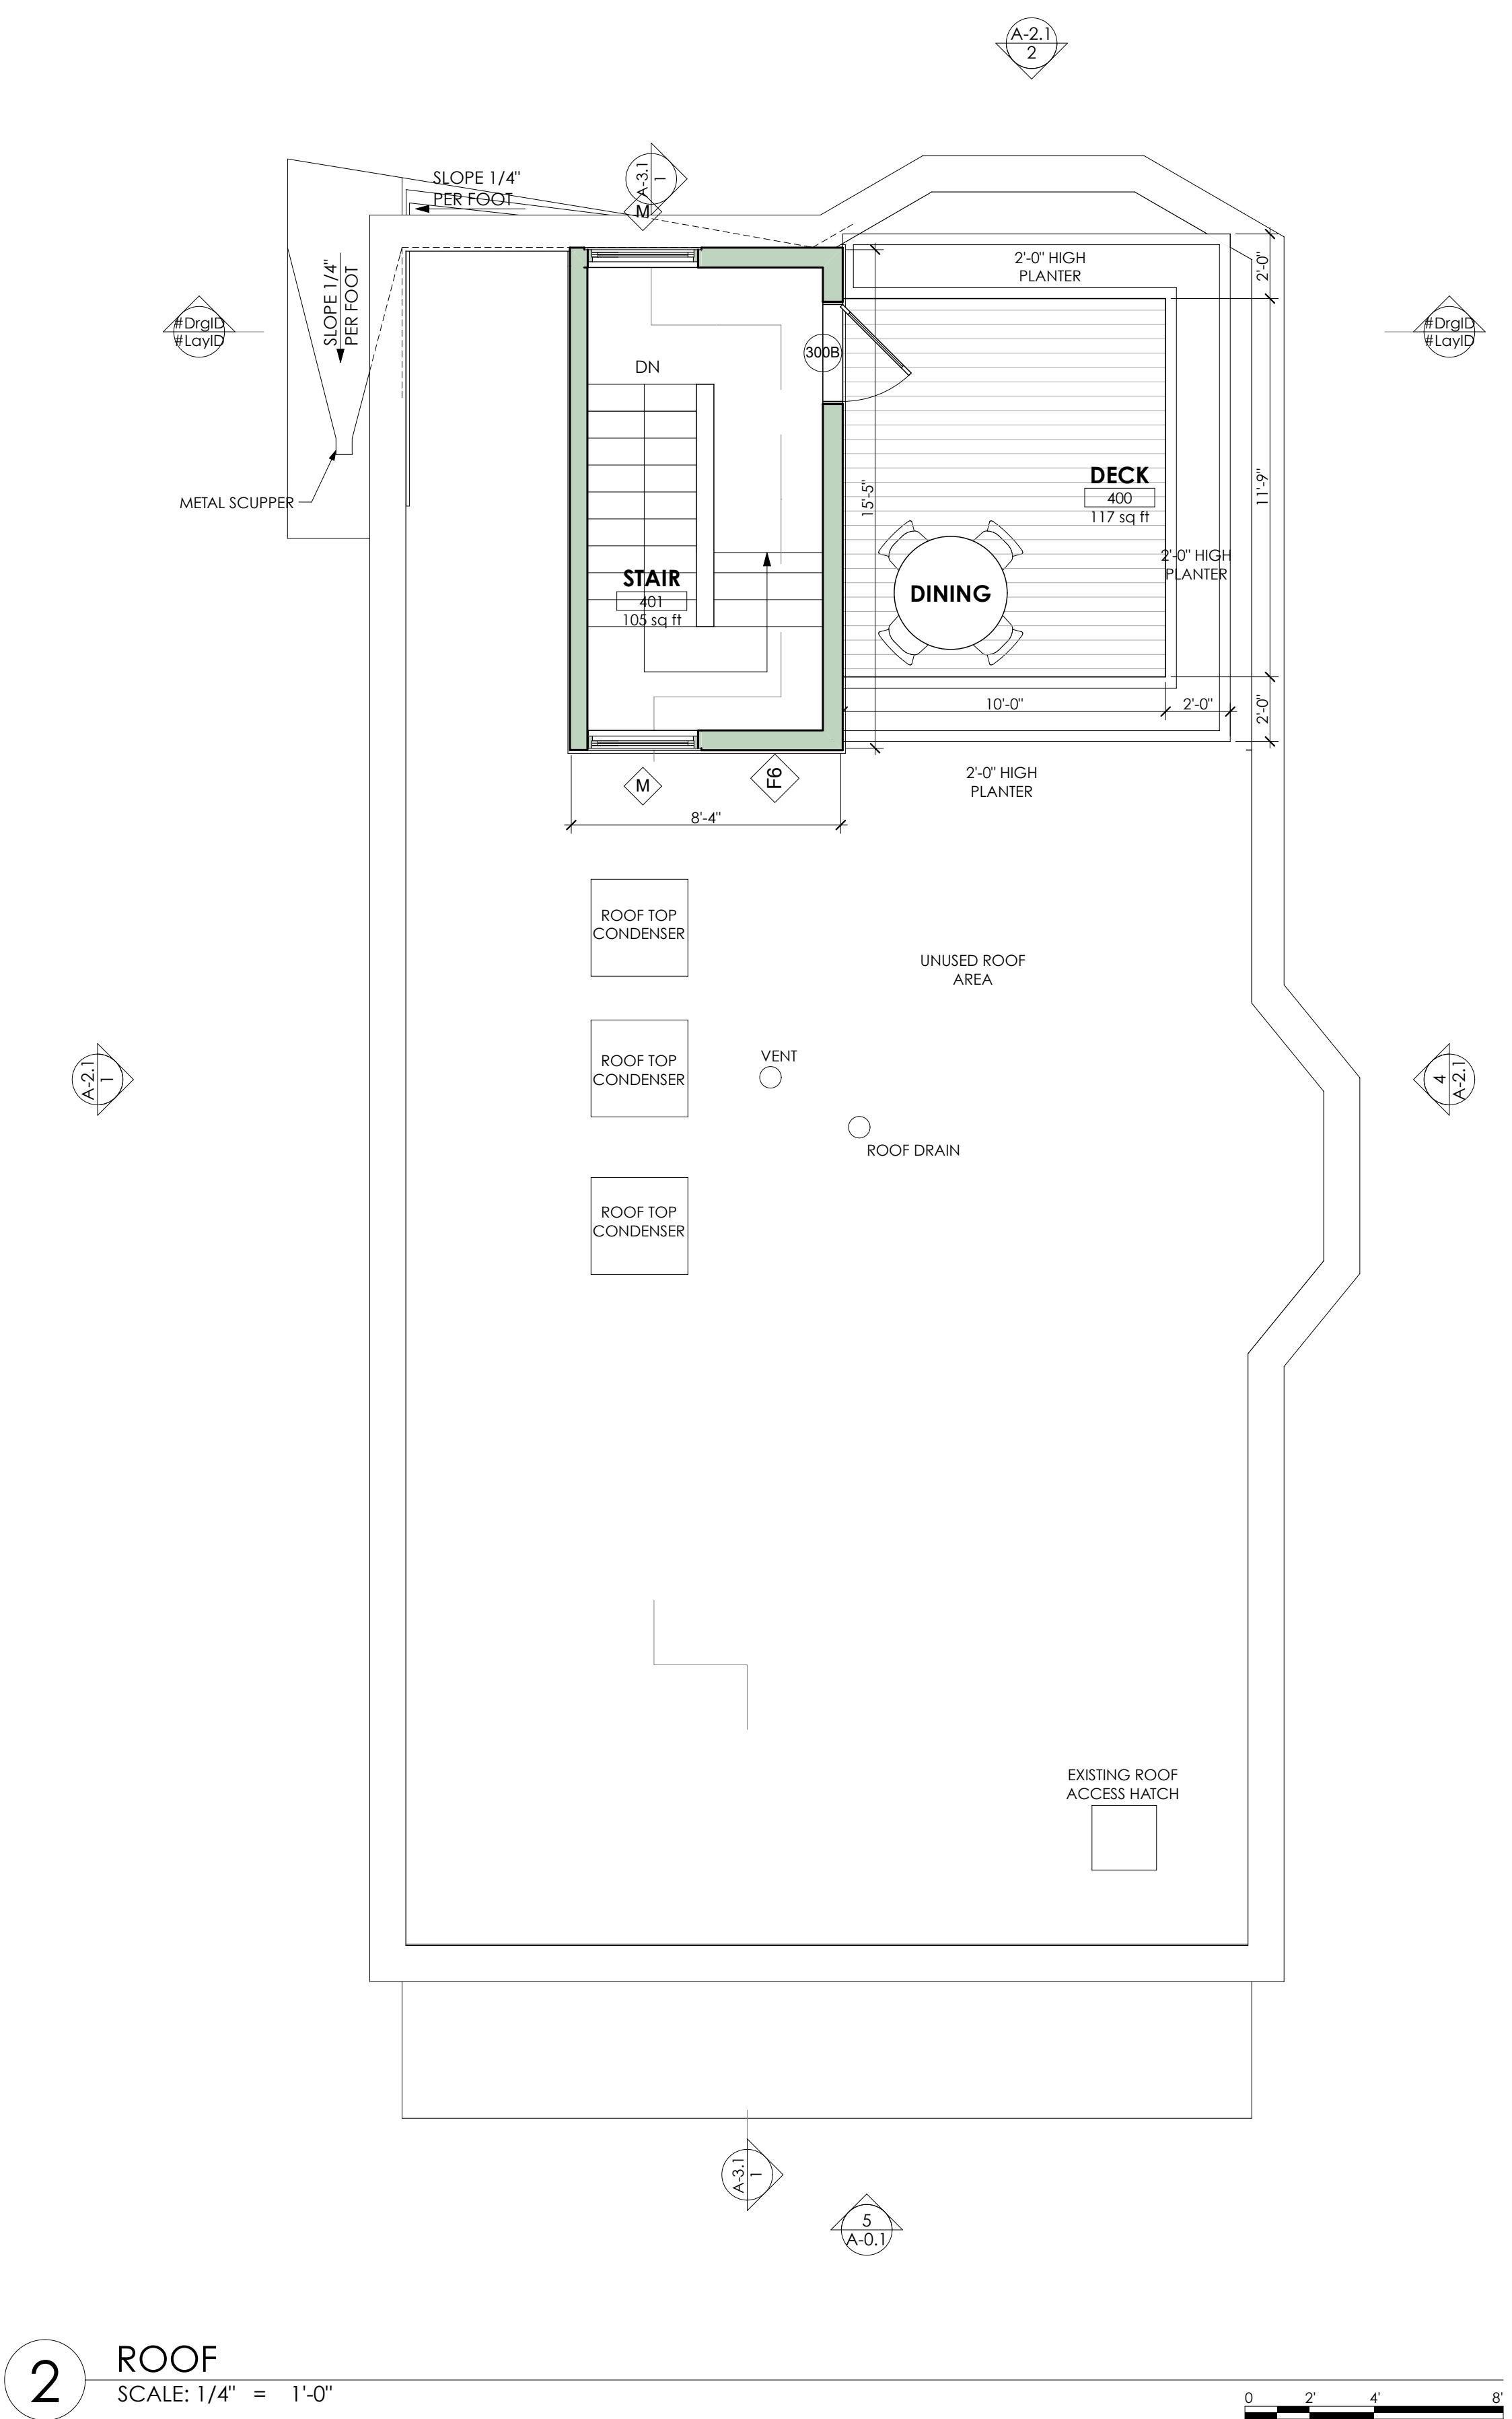 A-2.1
2
SLOPE 1/4"
PER FOOT
A-3.1
1
M
2'-0" HIGH
PLANTER
2'-0"
SLOPE 1/4"
PER FOOT
#DrgID
#LayID
300B
#DrgID
#LayID
DN
METAL SCUPPER
15'-5"
DECK
400
117 sq ft
11'-9"
2'-0" HIGH
PLANTER
STAIR
401
105 sq ft
DINING
10'-0"
2'-0"
2'-0"
M
F6
2'-0" HIGH
PLANTER
8'-4"
ROOF TOP
CONDENSER
UNUSED ROOF
AREA
ROOF TOP
CONDENSER
VENT
A-2.1
1
4
A-2.1
ROOF DRAIN
ROOF TOP
CONDENSER
EXISTING ROOF
ACCESS HATCH
A-3.1
1
5
A-0.1
2
ROOF
SCALE: 1/4" = 1'-0"
0 2' 4' 8'